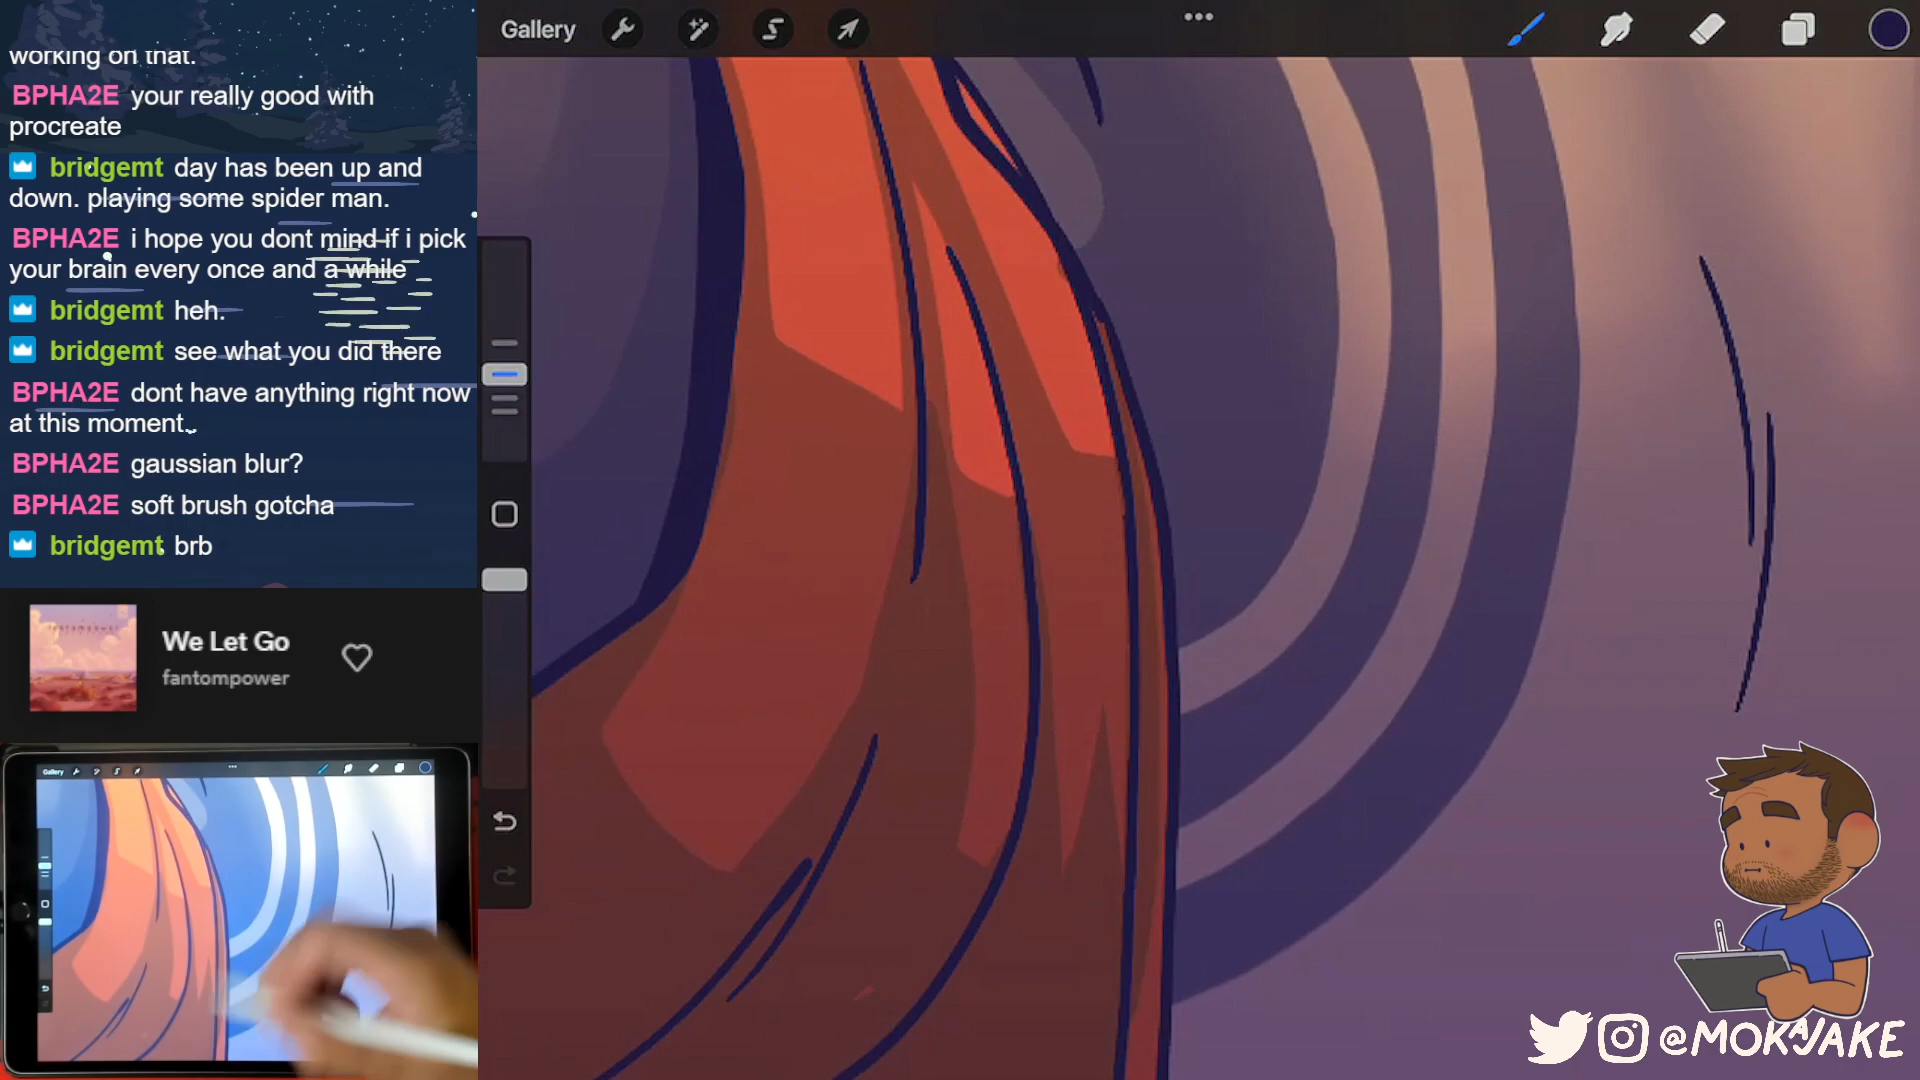 working on that.
BPHA2E your really good with
procreate
bridgemt day has been up and
down. playing some spider man.
BPHA2E i hope you dont mind if i pick
your brain every once and a while
bridgemt heh.
bridgemt see what you did there
BPHA2E dont have anything right now
at this moment.
BPHA2E gaussian blur?
BPHA2E soft brush gotcha
bridgemt brb
We Let Go
fantompower
Gallery
Gallery
@MOKAJAKE